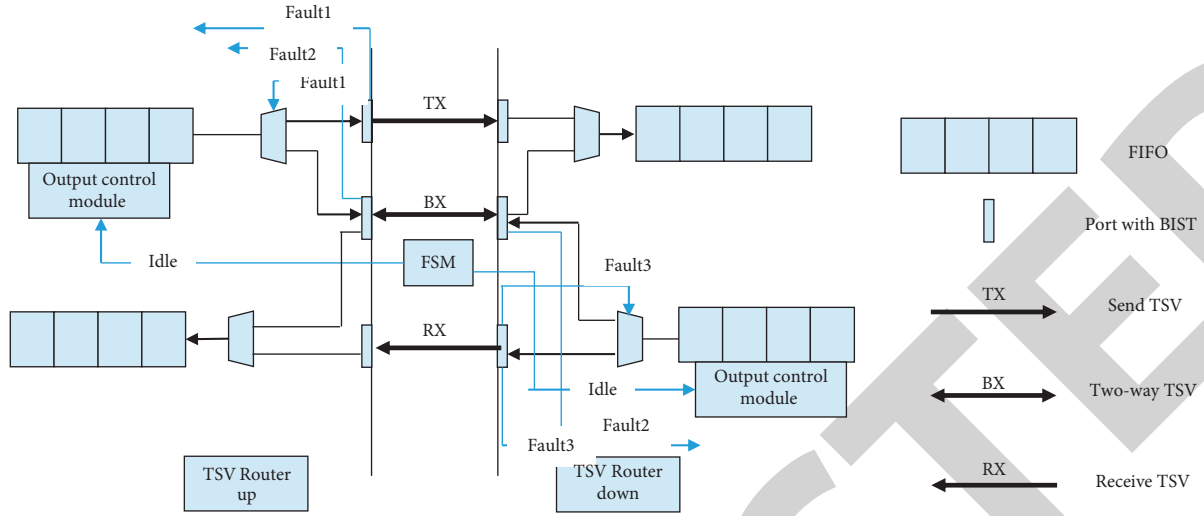 Fault1
Fault2
Fault1
TX
Output control
module
BX
Idle
FSM
Fault3
RX
Idle
Output control
module
Fault2
Fault3
TSV Router
up
TSV Router
down
FIFO
Port with BIST
TX
Send TSV
BX
Two-way TSV
RX
Receive TSV